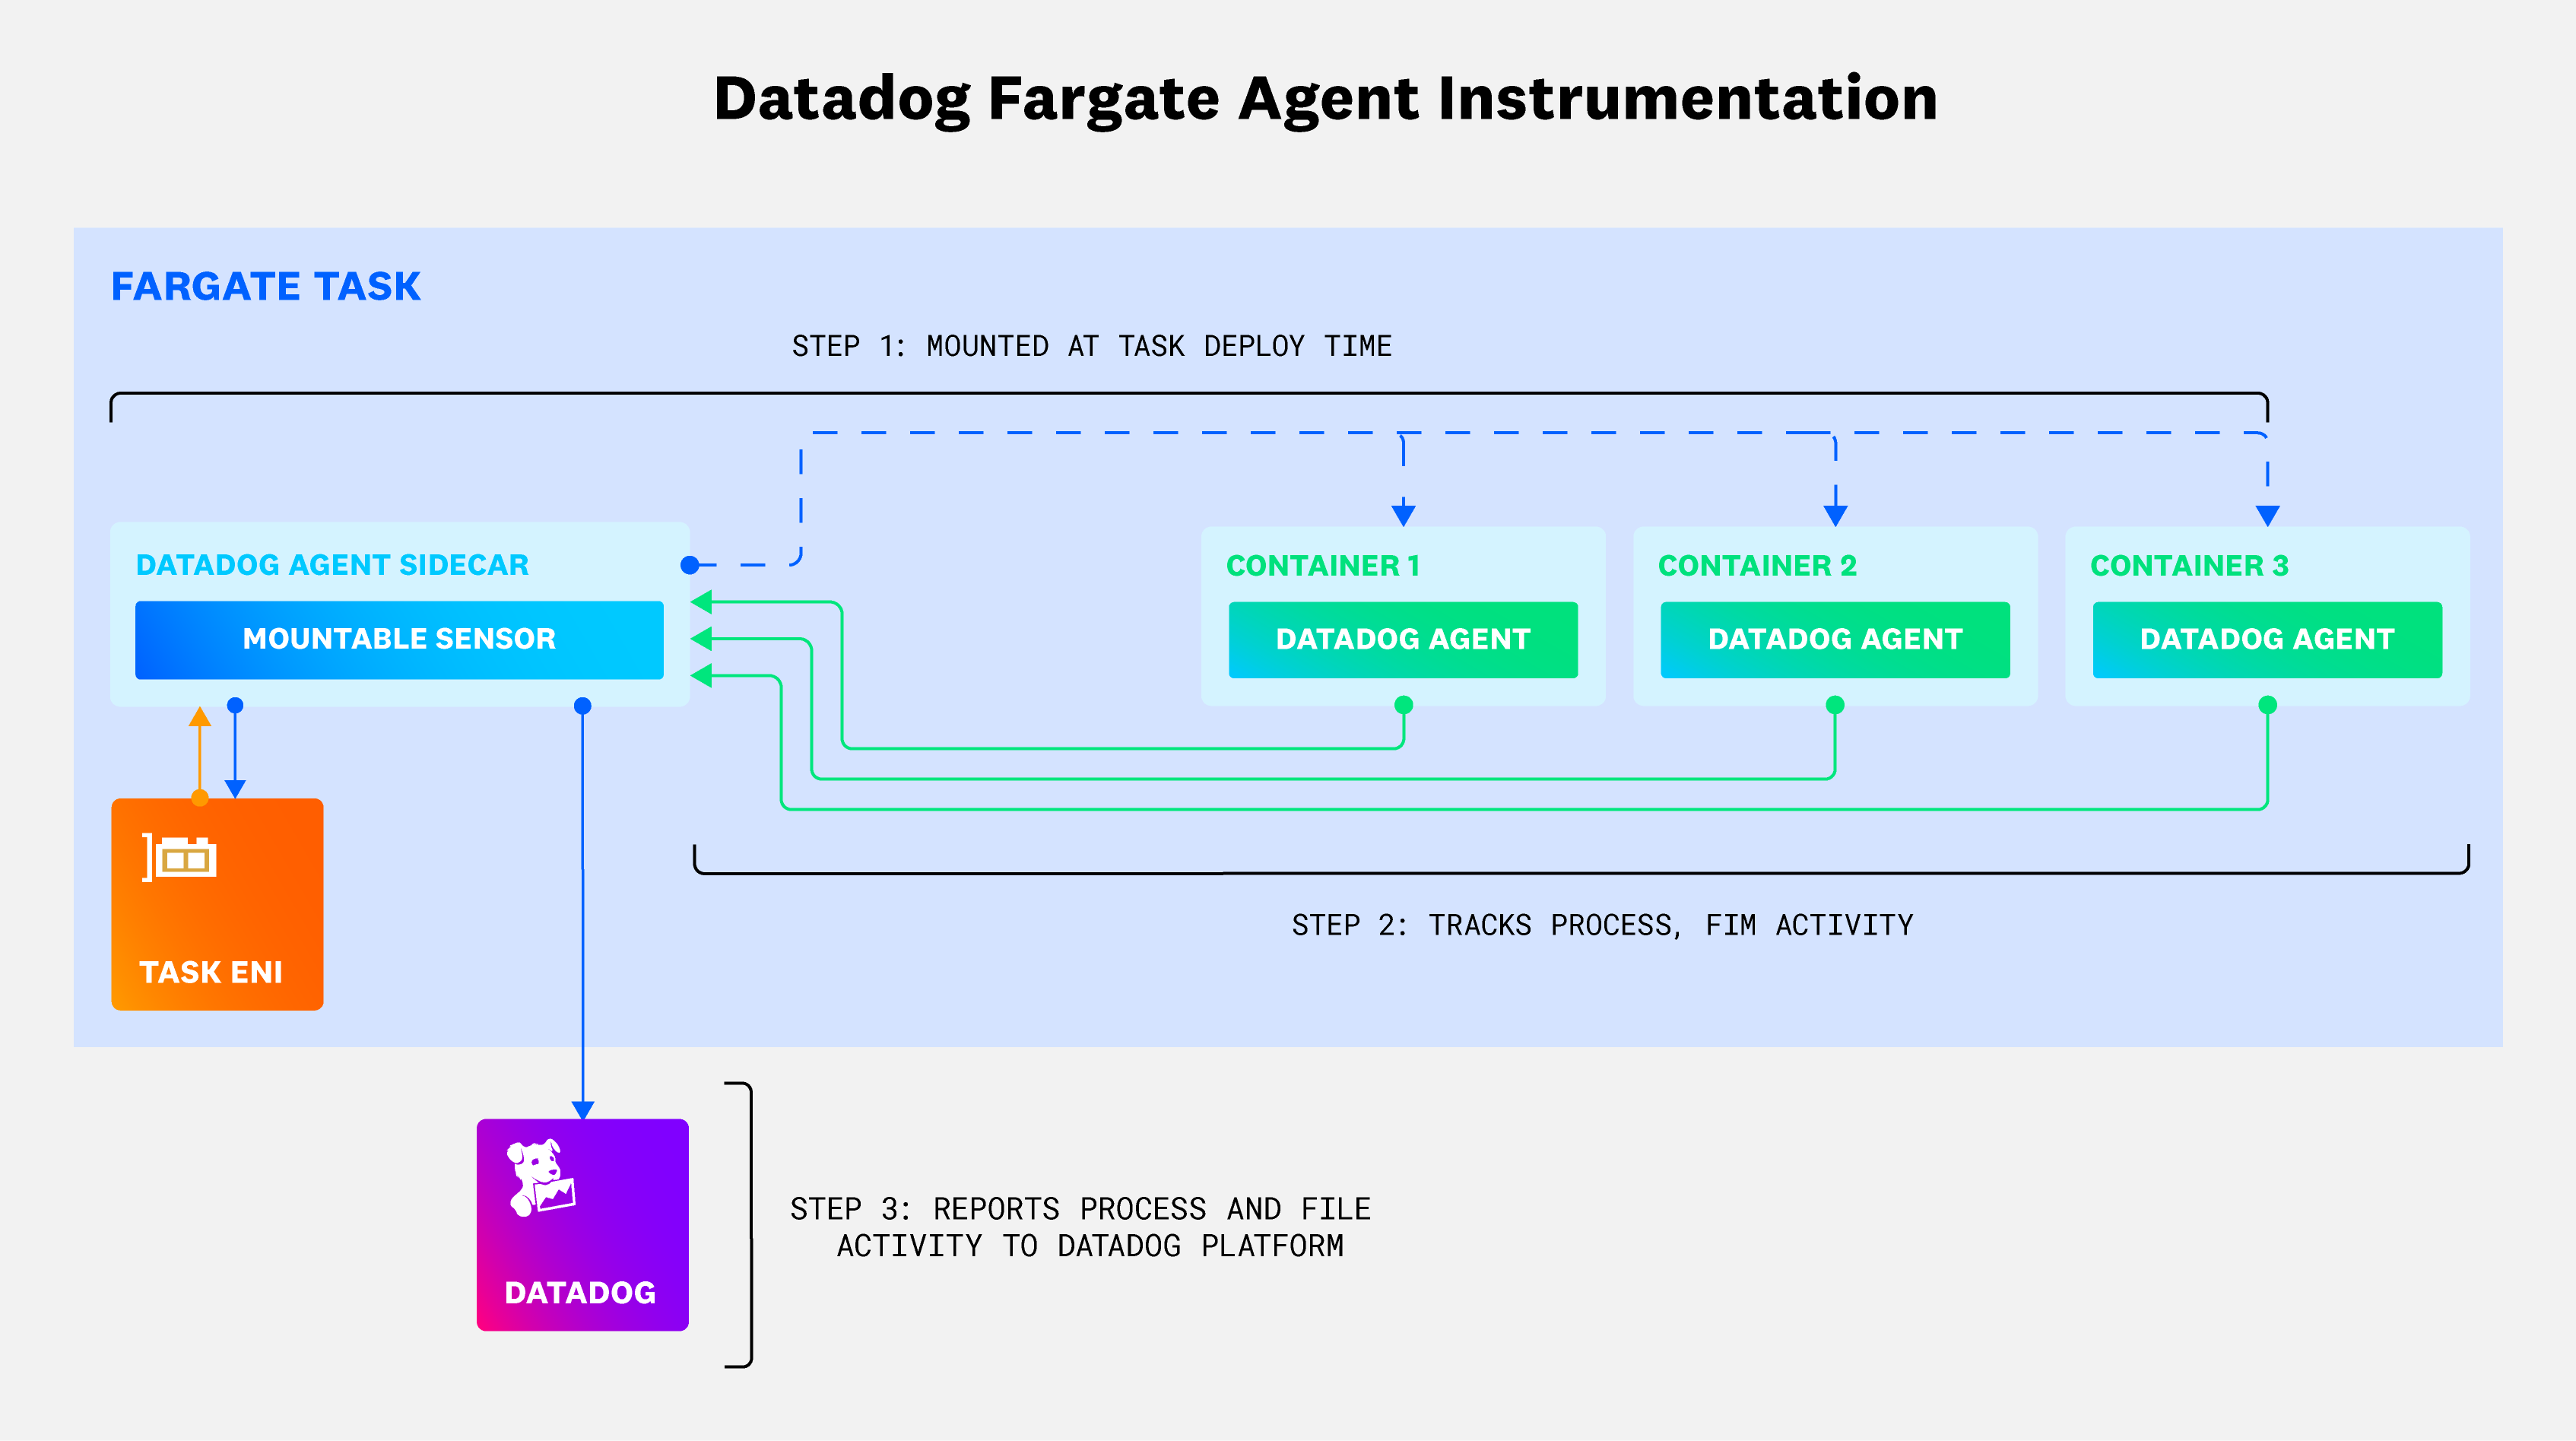 Datadog Fargate Agent Instrumentation
FARGATE TASK
STEP 1: MOUNTED AT TASK DEPLOY TIME
DATADOG AGENT SIDECAR
MOUNTABLE SENSOR
CONTAINER 1
DATADOG AGENT
CONTAINER 2
DATADOG AGENT
CONTAINER 3
DATADOG AGENT
TASK ENI
STEP 2: TRACKS PROCESS, FIM ACTIVITY
DATADOG
STEP 3: REPORTS PROCESS AND FILE
ACTIVITY TO DATADOG PLATFORM